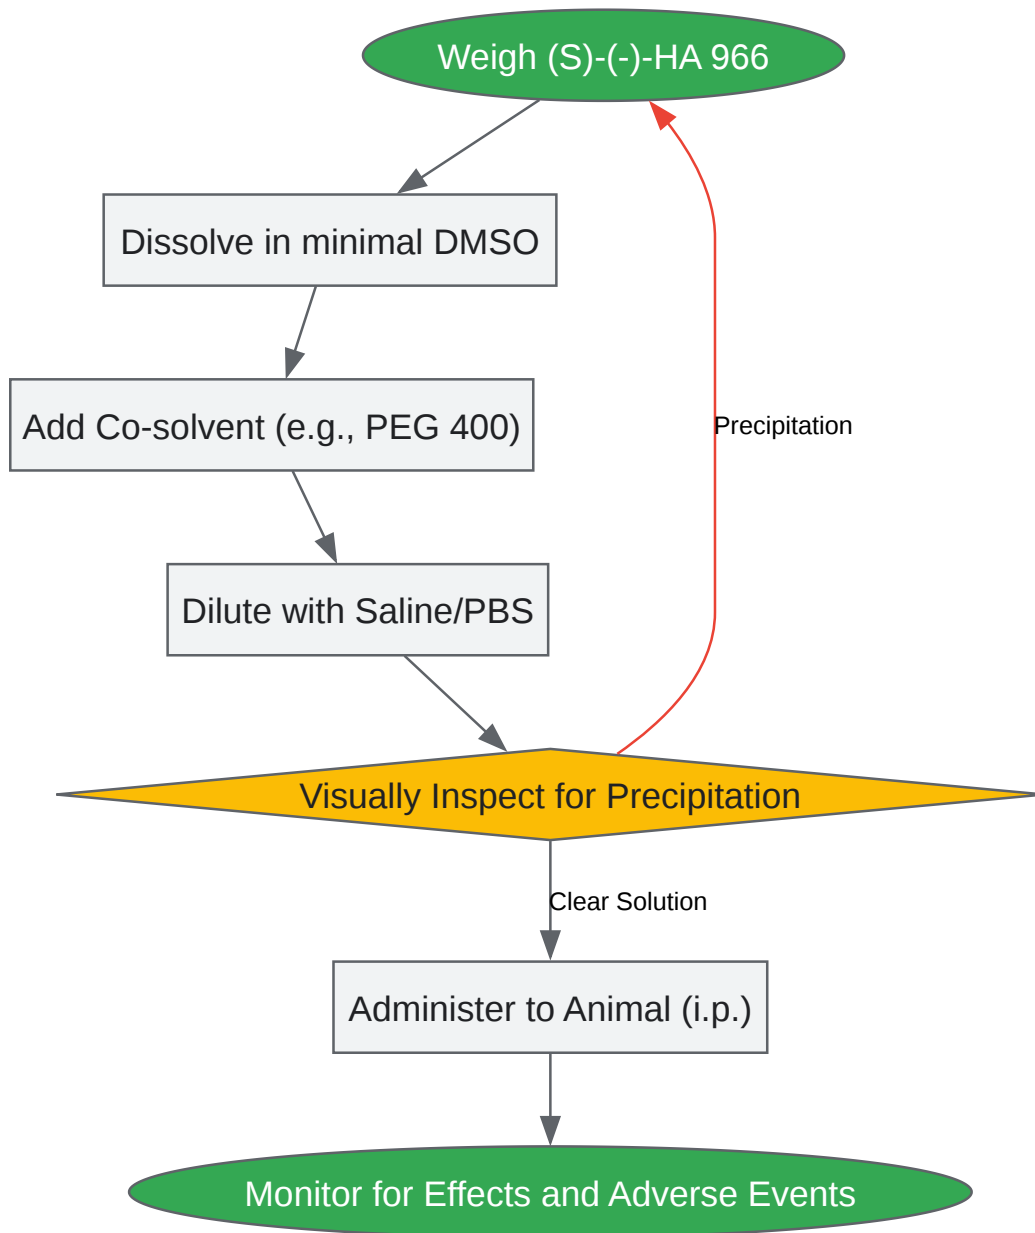 Weigh (S)-(-)-HA 966
Dissolve in minimal DMSO
Add Co-solvent (e.g., PEG 400)
Precipitation
Dilute with Saline/PBS
Visually Inspect for Precipitation
Clear Solution
Administer to Animal (i.p.)
Monitor for Effects and Adverse Events